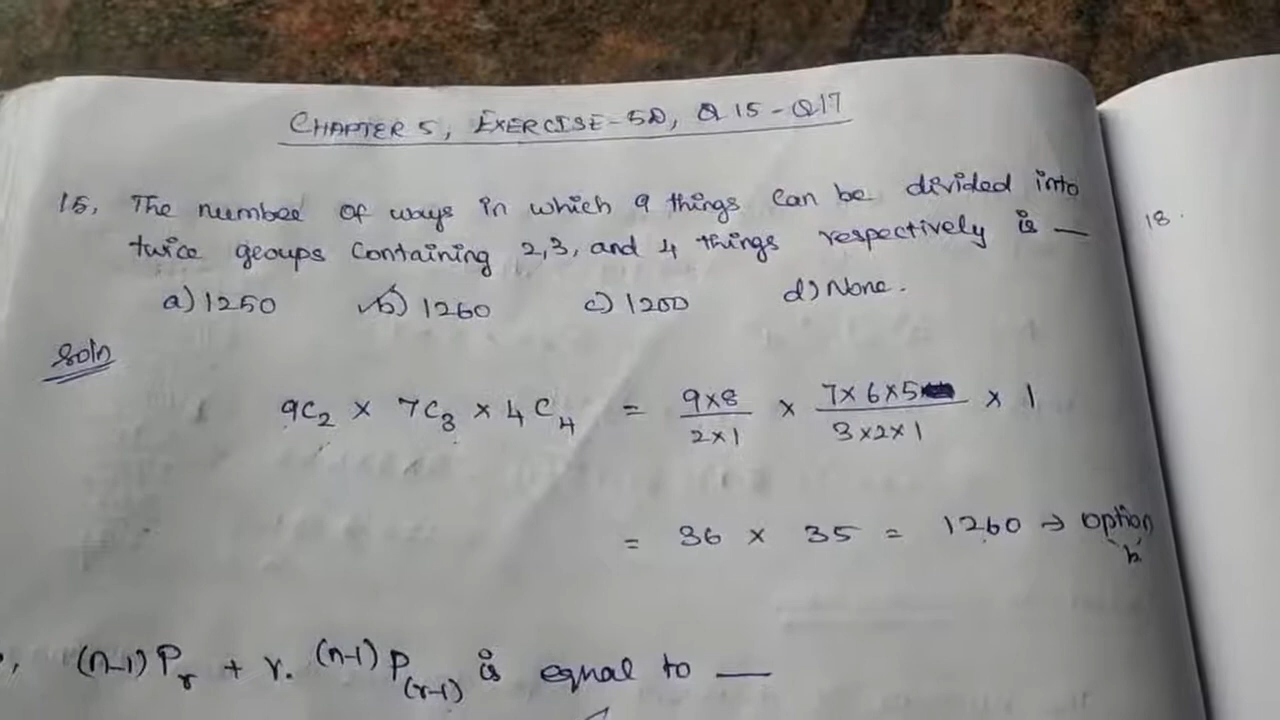 CHAPTER 5, EXERCISE-5D, Q 15-Q17
15. The number of ways in which 9 things can be divided into
twice groups containing 2,3, and 4 things respectively is —
a) 1250 b) 1260 c) 1200 d) None.
18.
Soln
9C₂ × 7C₃ × 4C₄ = 9×8/2×1 × 7×6×5/3×2×1 × 1
= 36 × 35 = 1260 → option
'b'
(n-1)Pᵣ + r. (n-1)P(r-1) is equal to —